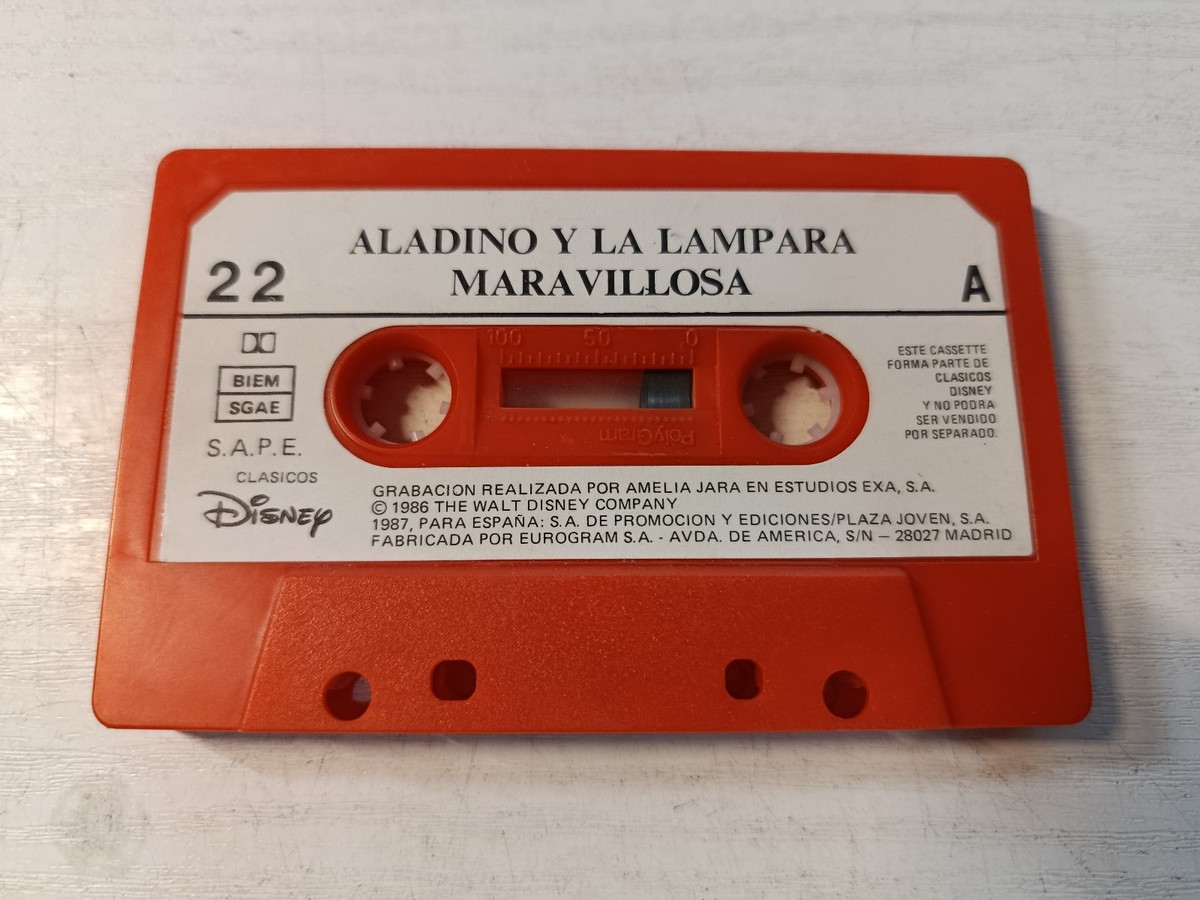 ALADINO Y LA LAMPARA
MARAVILLOSA
22
A
BIEM
SGAE
S.A.P.E.
CLASICOS
Disney
100 50 0
PolyGram
ESTE CASSETTE
FORMA PARTE DE
CLASICOS
DISNEY
Y NO PODRA
SER VENDIDO
POR SEPARADO.
GRABACION REALIZADA POR AMELIA JARA EN ESTUDIOS EXA, S.A.
© 1986 THE WALT DISNEY COMPANY
1987, PARA ESPAÑA: S.A. DE PROMOCION Y EDICIONES/PLAZA JOVEN, S.A.
FABRICADA POR EUROGRAM S.A. - AVDA. DE AMERICA, S/N – 28027 MADRID